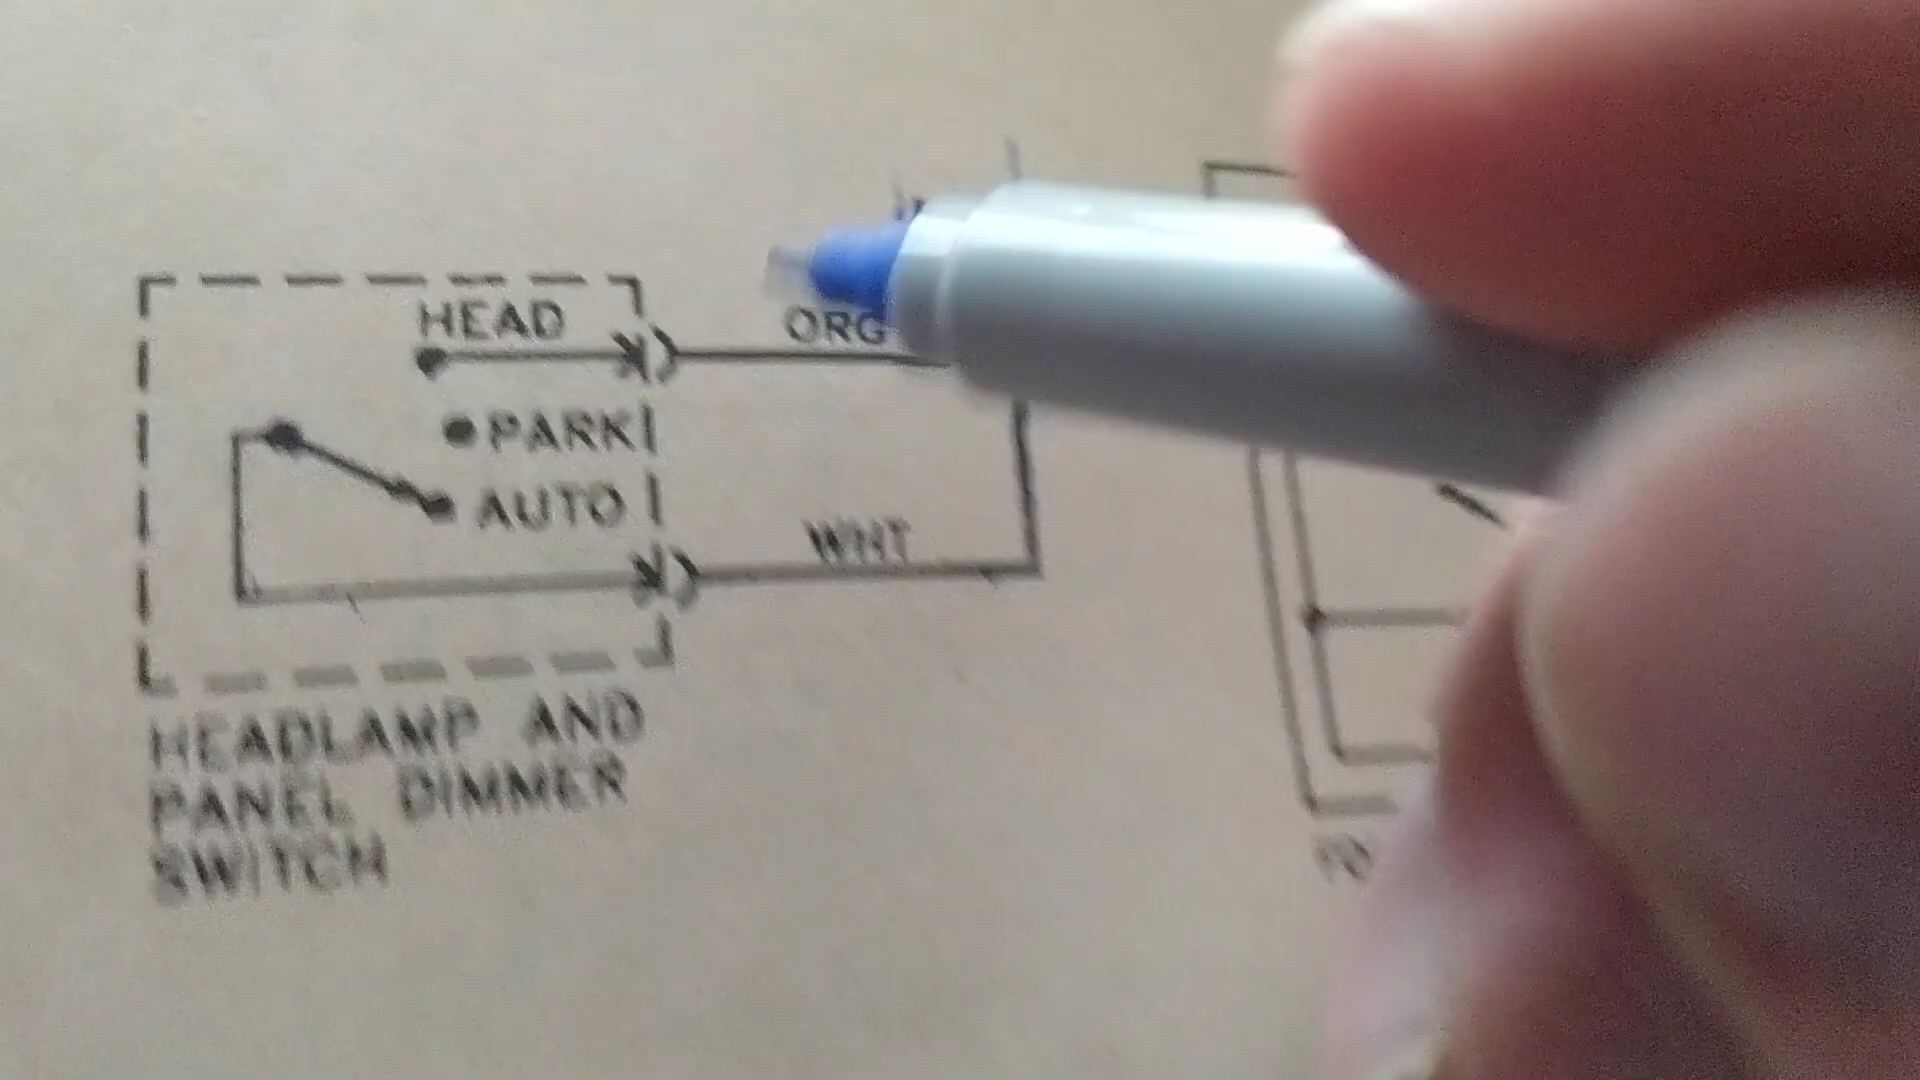 HEAD
ORG
PARK
AUTO
WHT
HEADLAMP AND
PANEL DIMMER
SWITCH